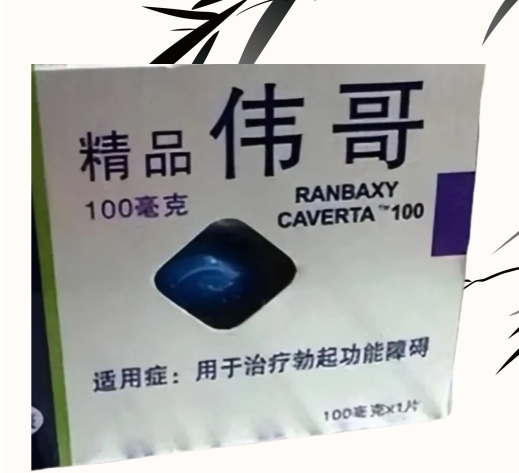 精品 伟哥
100毫克
RANBAXY
CAVERTA™100
适用症：用于治疗勃起功能障碍
100毫克x1片